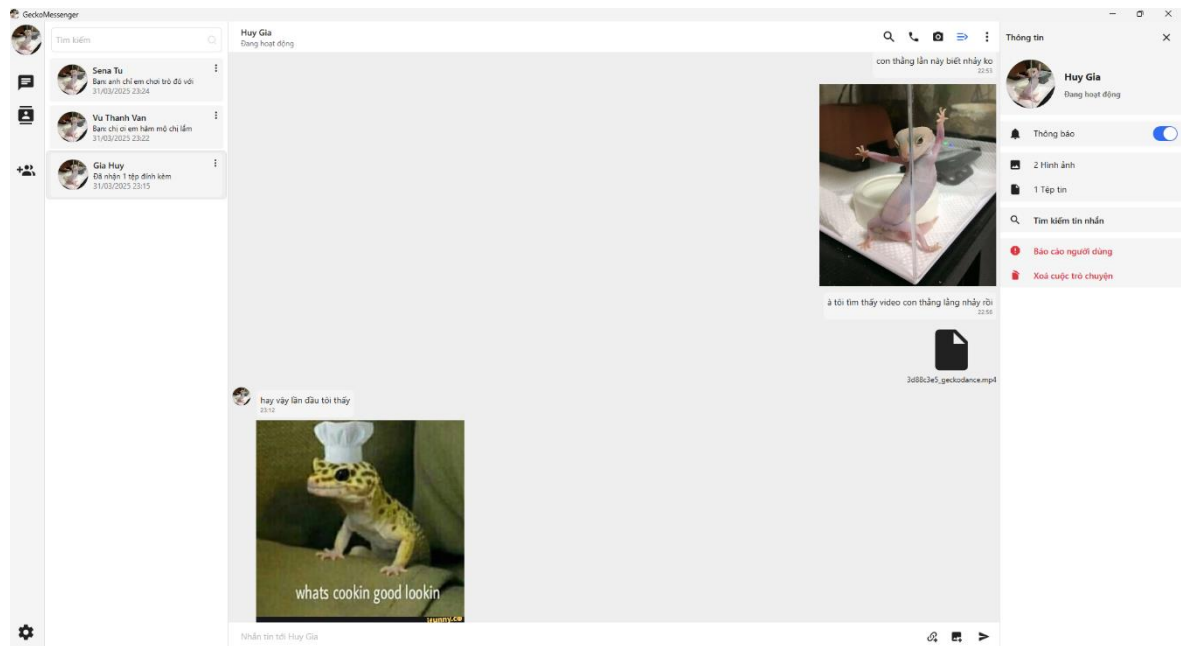 GeckoMessenger
Tìm kiếm
Sena Tu
Bạn: anh chỉ em chơi trò đó với
31/03/2025 23:24
Vu Thanh Van
Bạn: chị ơi em hâm mộ chị lắm
31/03/2025 23:22
Gia Huy
Đã nhận 1 tệp đính kèm
31/03/2025 23:15
Huy Gia
Đang hoạt động
con thằng lằn này biết nhảy ko
22:53
à tôi tìm thấy video con thằng lằng nhảy rồi
22:58
3d88c3e5_geckodance.mp4
hay vậy lần đầu tôi thấy
23:12
whats cookin good lookin
ifunny.co
Nhắn tin tới Huy Gia
Thông tin
Huy Gia
Đang hoạt động
Thông báo
2 Hình ảnh
1 Tệp tin
Tìm kiếm tin nhắn
Báo cáo người dùng
Xoá cuộc trò chuyện